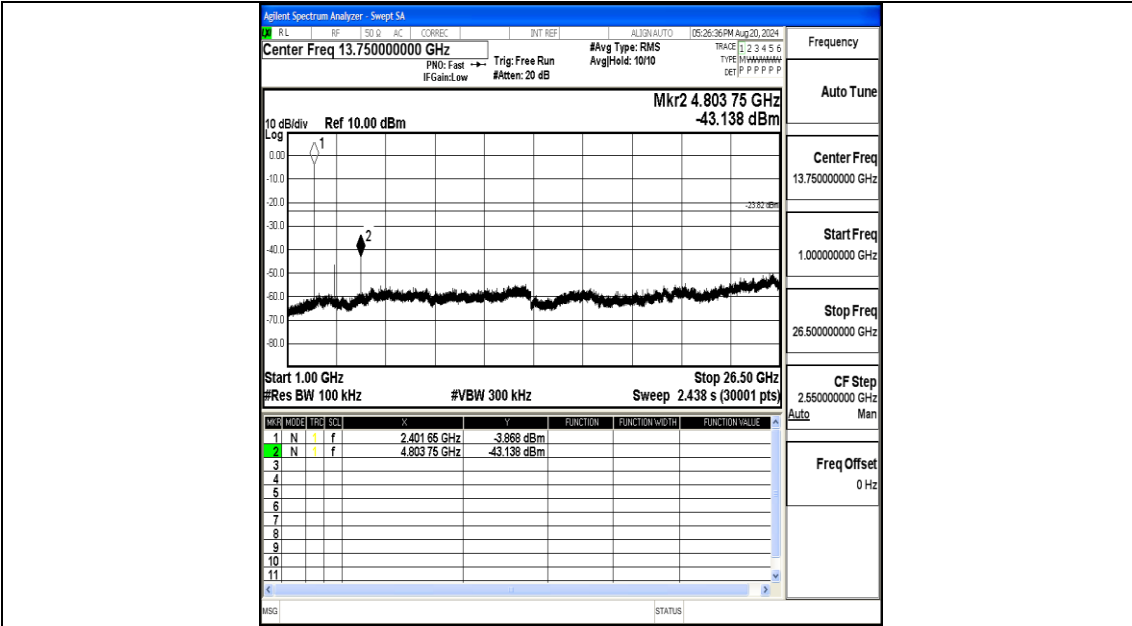 Agilent Spectrum Analyzer - Swept SA
RL RF 50 Ω AC CORREC INT REF ALIGN AUTO 05:26:36 PM Aug 20, 2024
Center Freq 13.750000000 GHz
PNO: Fast
IFGain:Low
Trig: Free Run
#Atten: 20 dB
#Avg Type: RMS
Avg|Hold: 10/10
TRACE 1 2 3 4 5 6
TYPE MWWWWW
DET P P P P P P
Mkr2 4.803 75 GHz
-43.138 dBm
10 dB/div Ref 10.00 dBm
Log
0.00
-10.0
-20.0
-30.0
-40.0
-50.0
-60.0
-70.0
-80.0
1
2
-23.82 dBm
Start 1.00 GHz Stop 26.50 GHz
#Res BW 100 kHz #VBW 300 kHz Sweep 2.438 s (30001 pts)
MKR MODE TRC SCL X Y FUNCTION FUNCTION WIDTH FUNCTION VALUE
1 N 1 f 2.401 65 GHz -3.868 dBm
2 N 1 f 4.803 75 GHz -43.138 dBm
3
4
5
6
7
8
9
10
11
MSG STATUS
Frequency
Auto Tune
Center Freq
13.750000000 GHz
Start Freq
1.000000000 GHz
Stop Freq
26.500000000 GHz
CF Step
2.550000000 GHz
Auto Man
Freq Offset
0 Hz